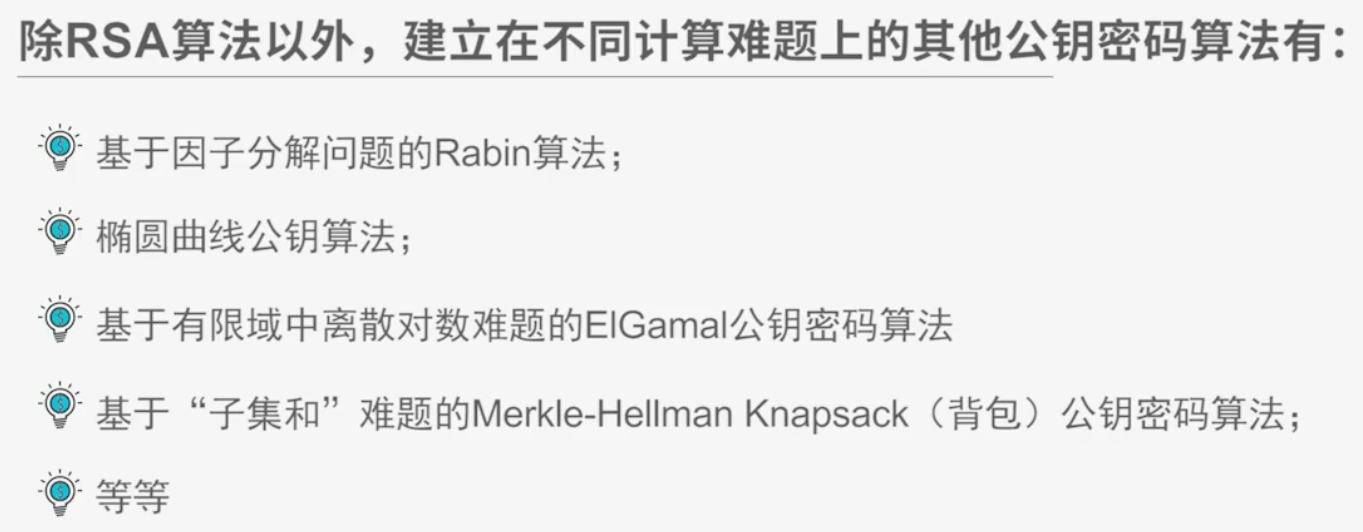 除RSA算法以外，建立在不同计算难题上的其他公钥密码算法有：
基于因子分解问题的Rabin算法；
椭圆曲线公钥算法；
基于有限域中离散对数难题的ElGamal公钥密码算法
基于“子集和”难题的Merkle-Hellman Knapsack（背包）公钥密码算法；
等等